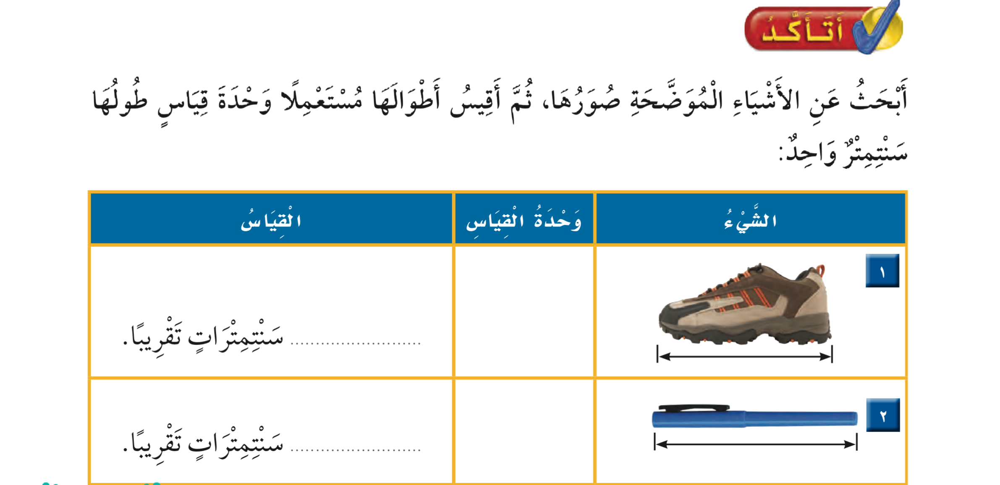 أَتَأَكَّدُ
أَبْحَثُ عَنِ الأَشْيَاءِ الْمُوَضَّحَةِ صُوَرُهَا، ثُمَّ أَقِيسُ أَطْوَالَهَا مُسْتَعْمِلًا وَحْدَةَ قِيَاسٍ طُولُهَا
سَنْتِمِتْرٌ وَاحِدٌ:
الشَّيْءُ وَحْدَةُ الْقِيَاسِ الْقِيَاسُ
١
.......................... سَنْتِمِتْرَاتٍ تَقْرِيبًا.
٢
.......................... سَنْتِمِتْرَاتٍ تَقْرِيبًا.